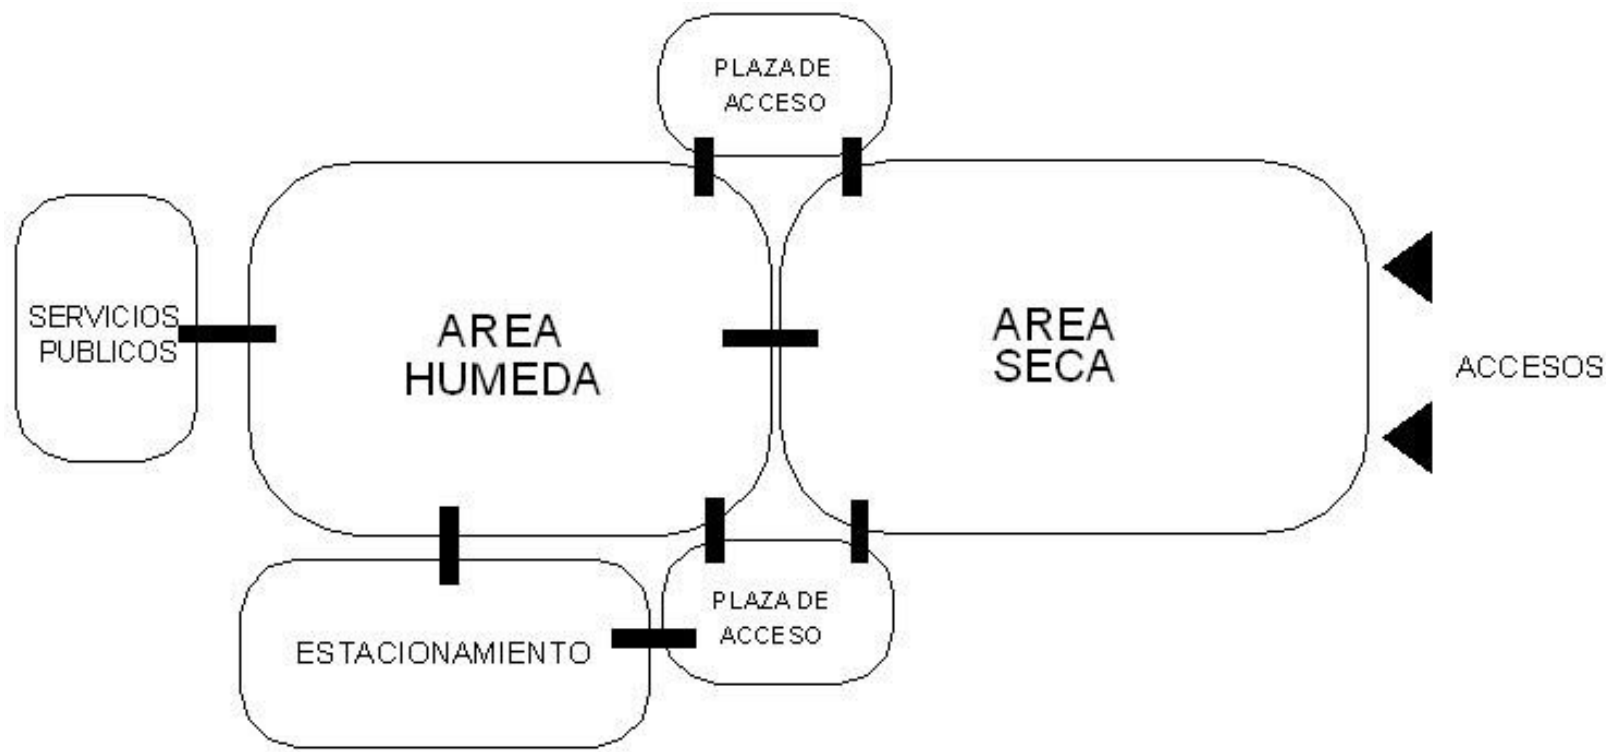 PLAZA DE
ACCESO
SERVICIOS
PUBLICOS
AREA
HUMEDA
AREA
SECA
ACCESOS
ESTACIONAMIENTO
PLAZA DE
ACCESO